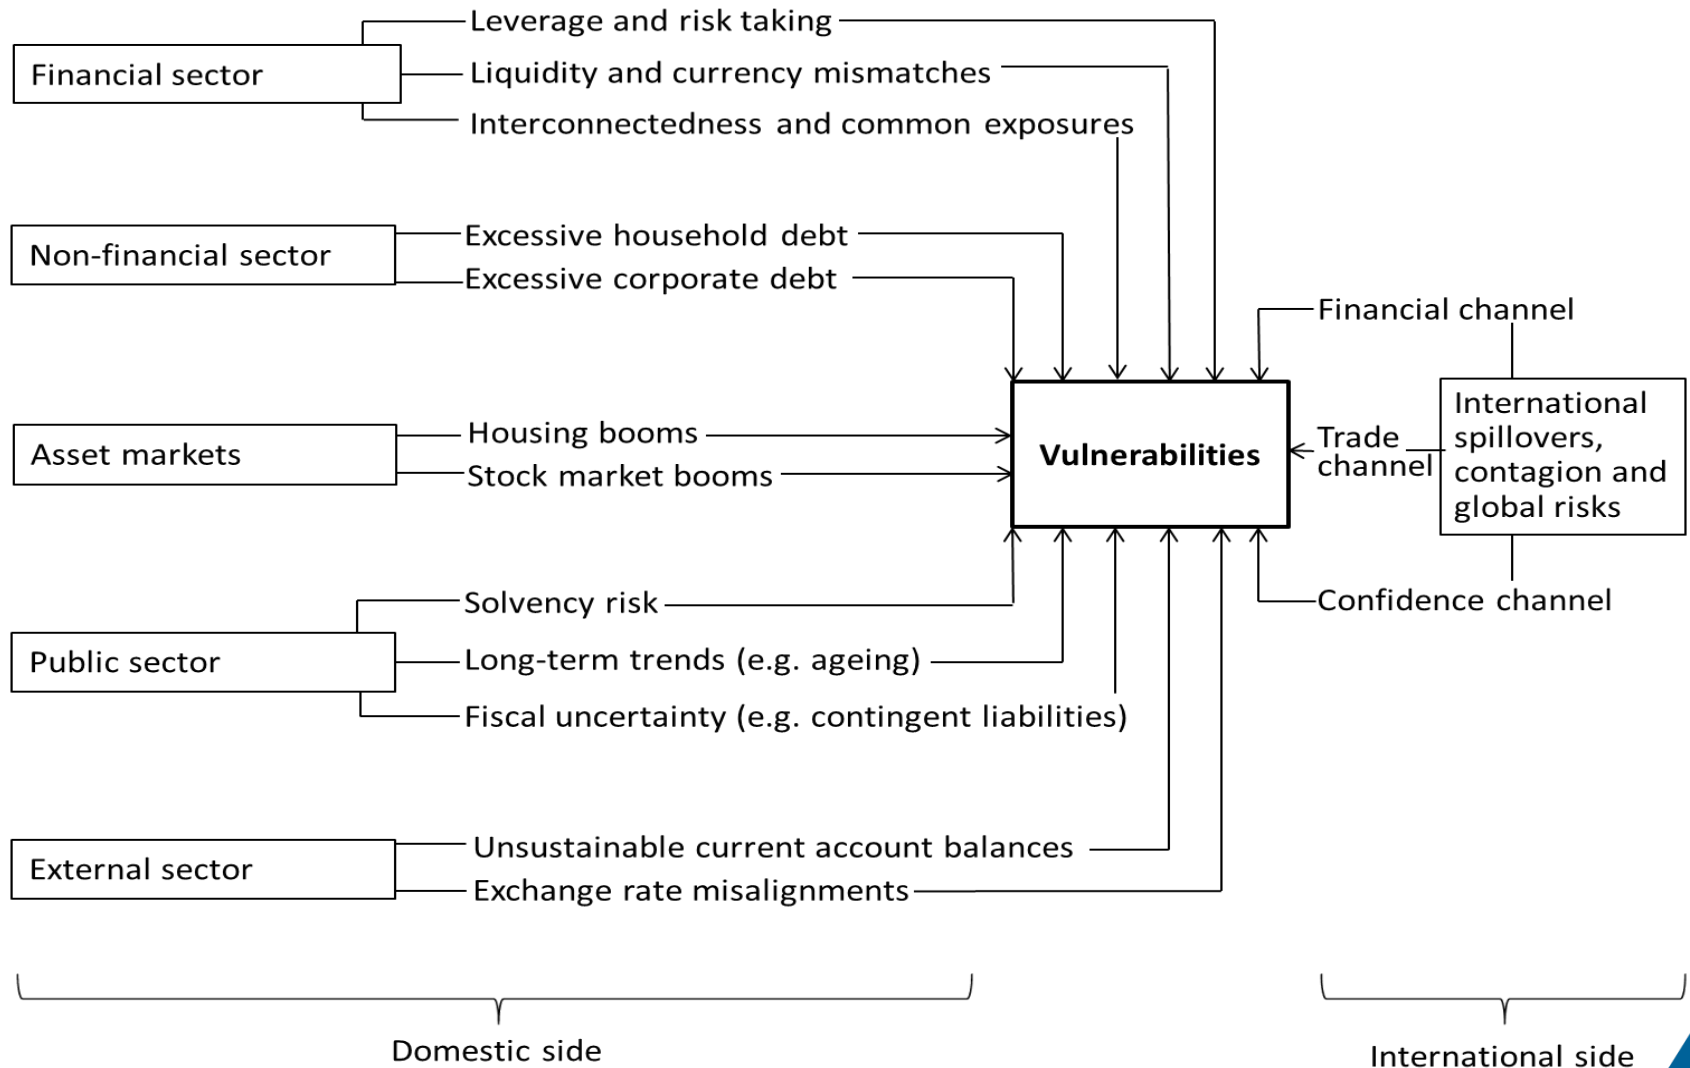 Financial sector
Leverage and risk taking
Liquidity and currency mismatches
Interconnectedness and common exposures
Non-financial sector
Excessive household debt
Excessive corporate debt
Asset markets
Housing booms
Stock market booms
Public sector
Solvency risk
Long-term trends (e.g. ageing)
Fiscal uncertainty (e.g. contingent liabilities)
External sector
Unsustainable current account balances
Exchange rate misalignments
Vulnerabilities
Financial channel
Trade
channel
Confidence channel
International
spillovers,
contagion and
global risks
Domestic side
International side